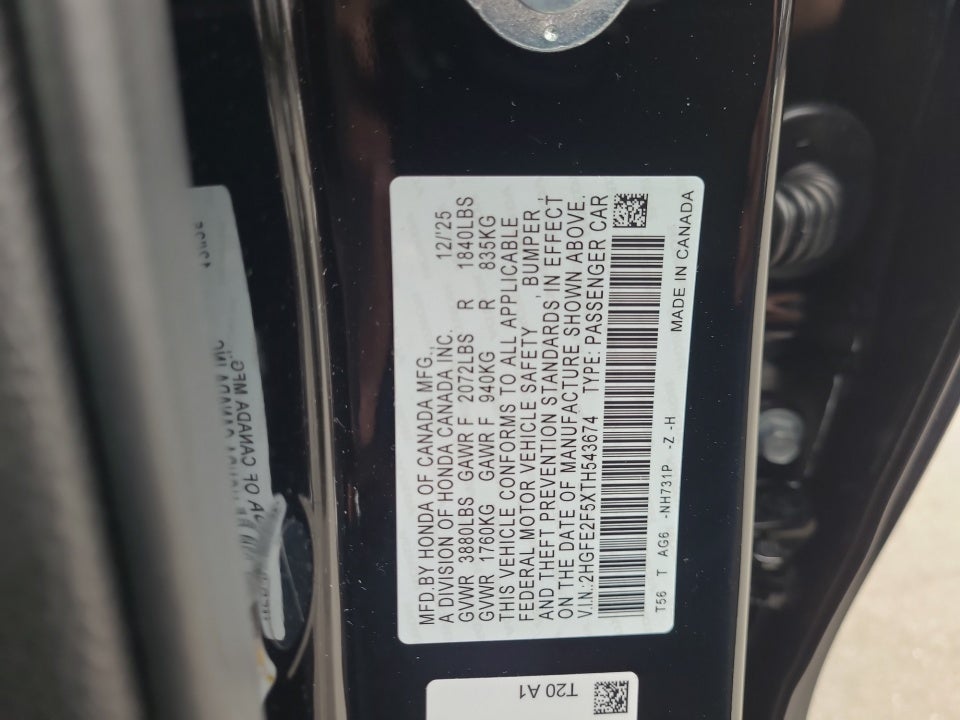 MFD.BY HONDA OF CANADA MFG.,
A DIVISION OF HONDA CANADA INC. 12/'25
GVWR 3880LBS GAWR F 2072LBS R 1840LBS
GVWR 1760KG GAWR F 940KG R 835KG
THIS VEHICLE CONFORMS TO ALL APPLICABLE
FEDERAL MOTOR VEHICLE SAFETY , BUMPER ,
AND THEFT PREVENTION STANDARDS IN EFFECT
ON THE DATE OF MANUFACTURE SHOWN ABOVE.
V.I.N.:2HGFE2F5XTH543674 TYPE: PASSENGER CAR
MADE IN CANADA
T56 T AG6 -NH731P -Z -H
T20 A1